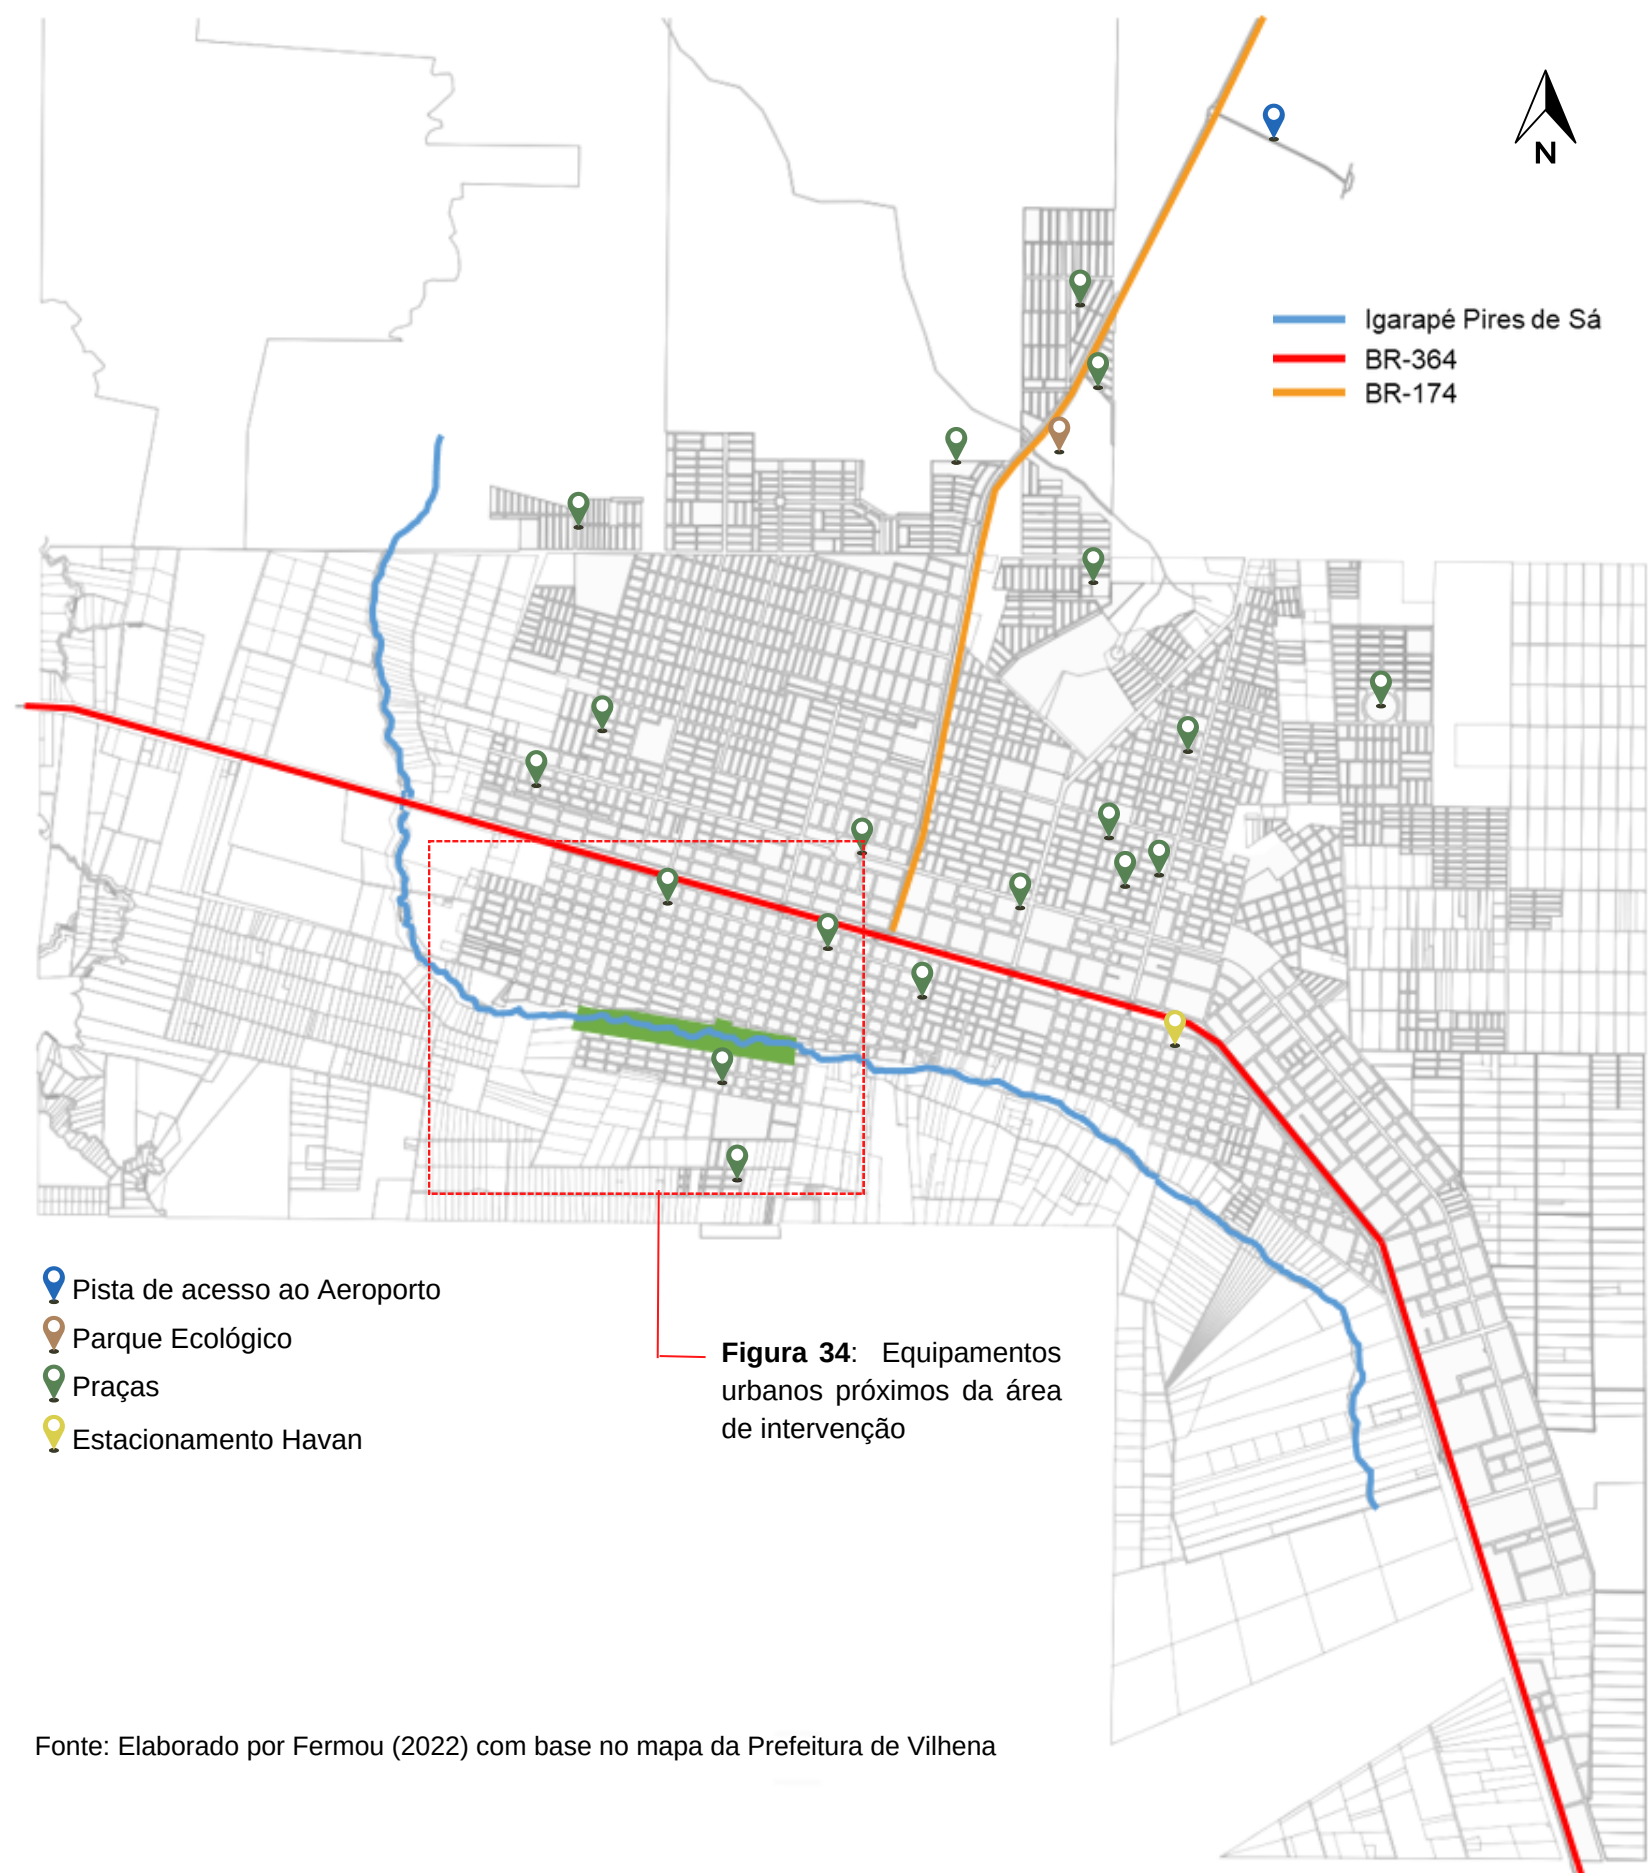 N
Igarapé Pires de Sá
BR-364
BR-174
Pista de acesso ao Aeroporto
Parque Ecológico
Praças
Estacionamento Havan
Figura 34: Equipamentos
urbanos próximos da área
de intervenção
Fonte: Elaborado por Fermou (2022) com base no mapa da Prefeitura de Vilhena